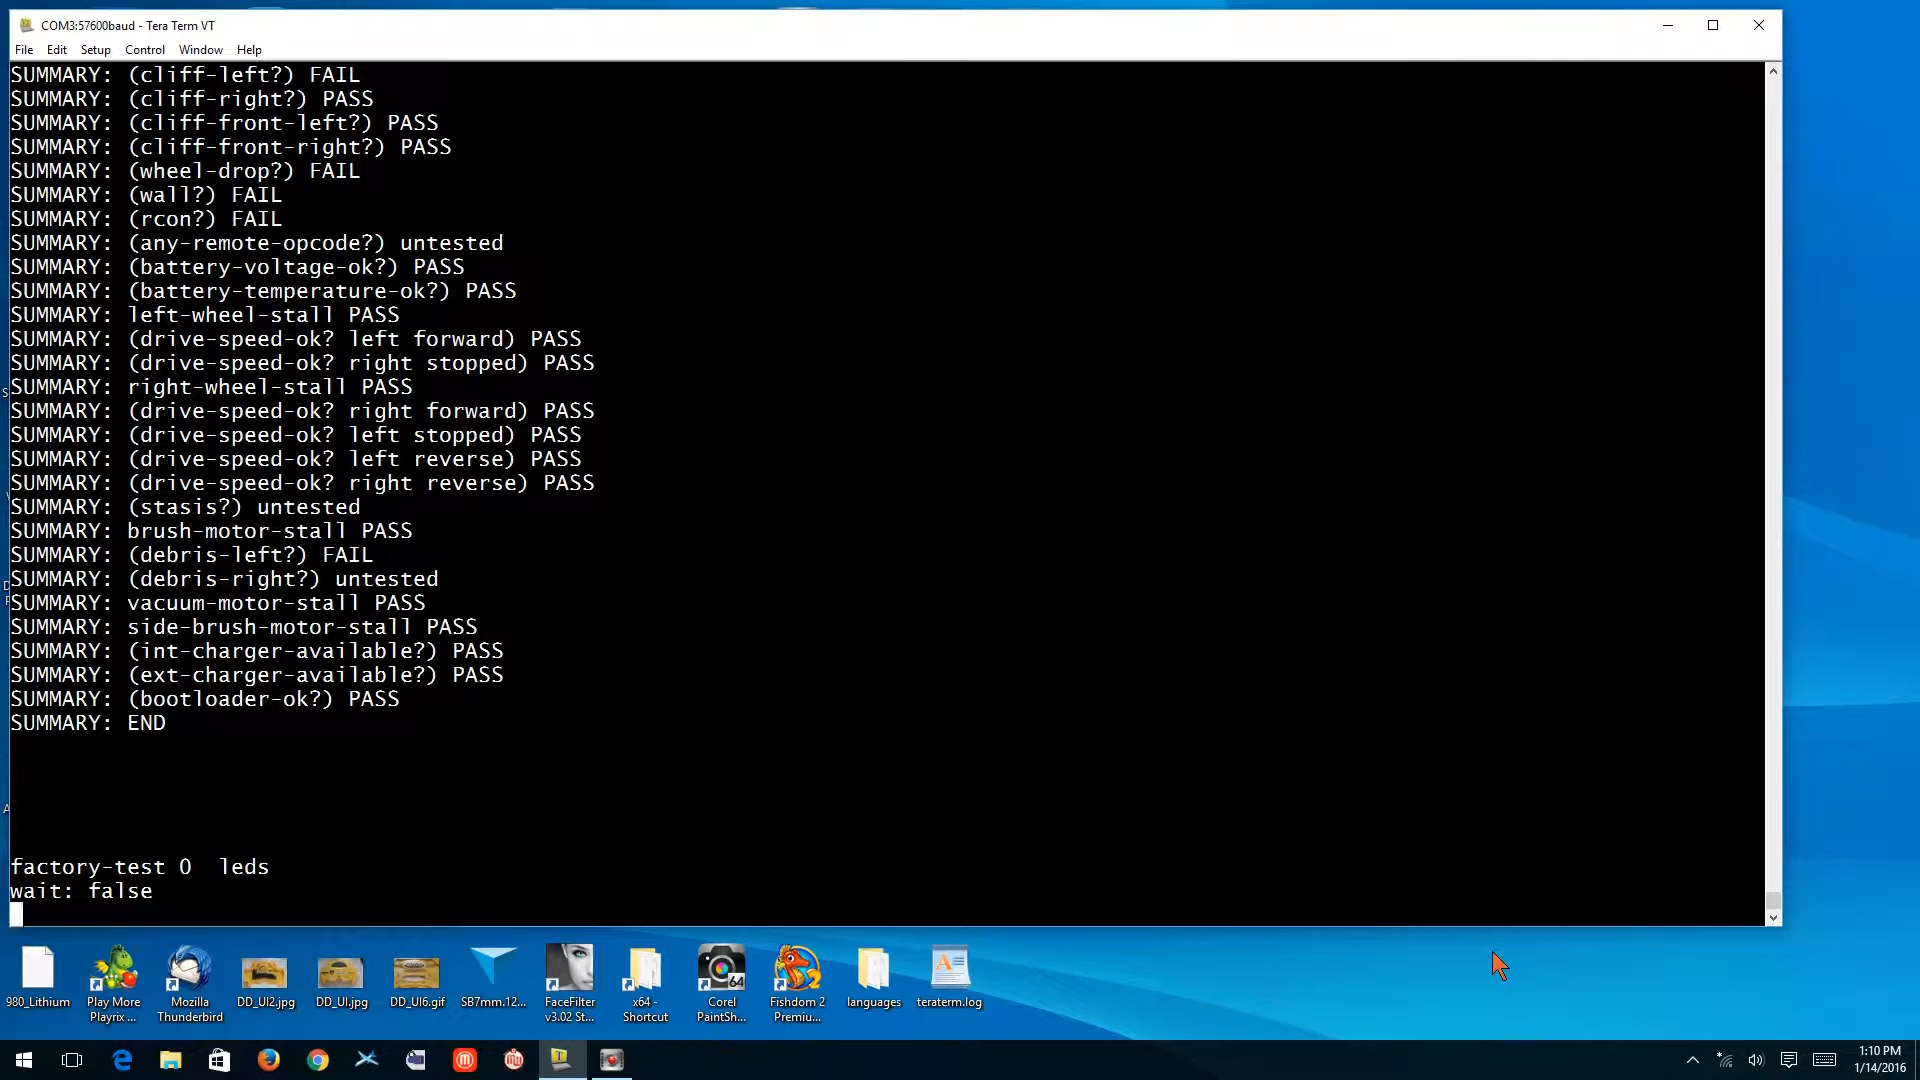 COM3:57600baud - Tera Term VT
File Edit Setup Control Window Help
SUMMARY: (cliff-left?) FAIL
SUMMARY: (cliff-right?) PASS
SUMMARY: (cliff-front-left?) PASS
SUMMARY: (cliff-front-right?) PASS
SUMMARY: (wheel-drop?) FAIL
SUMMARY: (wall?) FAIL
SUMMARY: (rcon?) FAIL
SUMMARY: (any-remote-opcode?) untested
SUMMARY: (battery-voltage-ok?) PASS
SUMMARY: (battery-temperature-ok?) PASS
SUMMARY: left-wheel-stall PASS
SUMMARY: (drive-speed-ok? left forward) PASS
SUMMARY: (drive-speed-ok? right stopped) PASS
SUMMARY: right-wheel-stall PASS
SUMMARY: (drive-speed-ok? right forward) PASS
SUMMARY: (drive-speed-ok? left stopped) PASS
SUMMARY: (drive-speed-ok? left reverse) PASS
SUMMARY: (drive-speed-ok? right reverse) PASS
SUMMARY: (stasis?) untested
SUMMARY: brush-motor-stall PASS
SUMMARY: (debris-left?) FAIL
SUMMARY: (debris-right?) untested
SUMMARY: vacuum-motor-stall PASS
SUMMARY: side-brush-motor-stall PASS
SUMMARY: (int-charger-available?) PASS
SUMMARY: (ext-charger-available?) PASS
SUMMARY: (bootloader-ok?) PASS
SUMMARY: END
factory-test 0 leds
wait: false
980_Lithium
Play More
Playrix ...
Mozilla
Thunderbird
DD_UI2.jpg
DD_UI.jpg
DD_UI6.gif
SB7mm.12...
FaceFilter
v3.02 St...
x64 -
Shortcut
64
Corel
PaintSh...
Fishdom 2
Premiu...
languages
teraterm.log
1:10 PM
1/14/2016